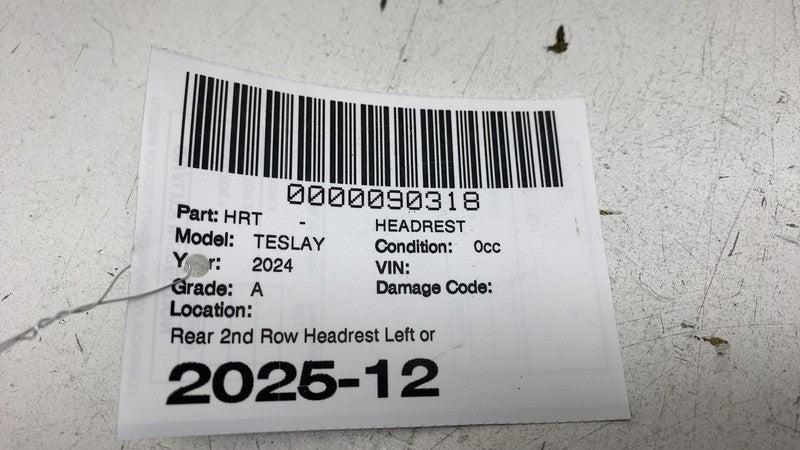 0000090318
Part: HRT - HEADREST
Model: TESLAY Condition: 0cc
Year: 2024 VIN:
Grade: A Damage Code:
Location:
Rear 2nd Row Headrest Left or
2025-12